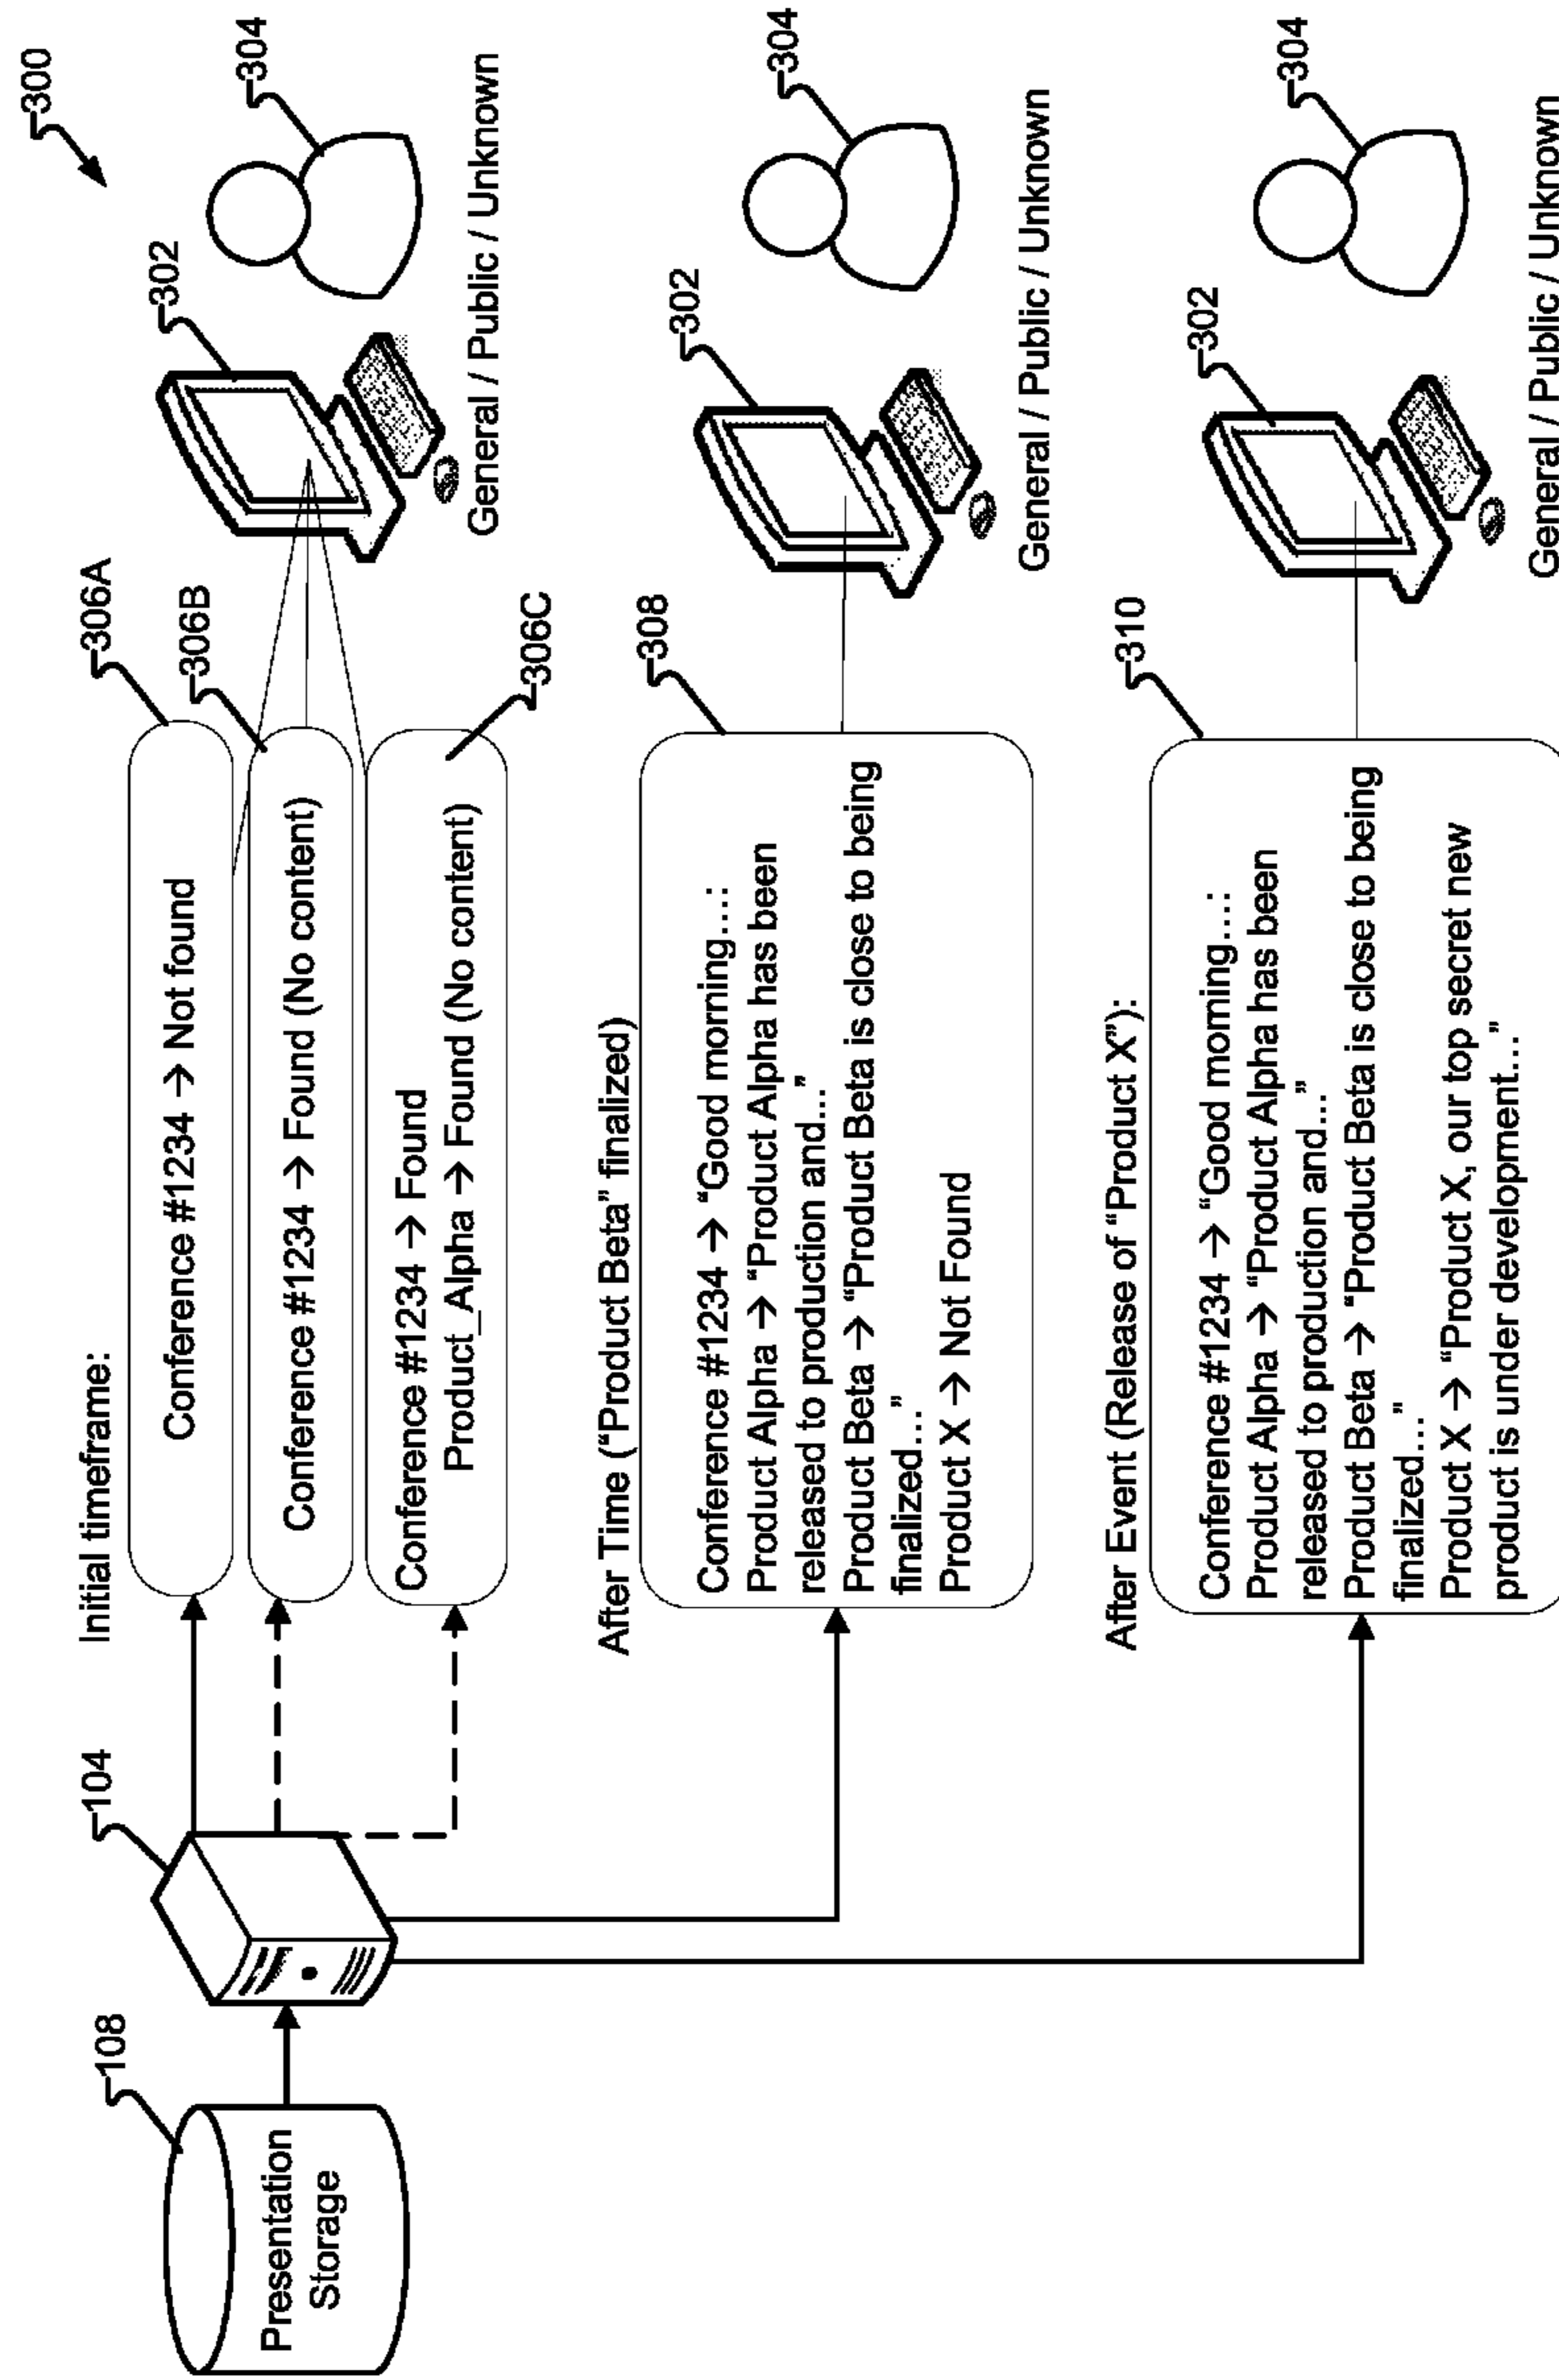 300
108
Presentation
Storage
104
Initial timeframe:
306A
Conference #1234 → Not found
306B
Conference #1234 → Found (No content)
306C
Conference #1234 → Found
Product_Alpha → Found (No content)
302
304
General / Public / Unknown
After Time ("Product Beta" finalized)
308
Conference #1234 → "Good morning…:
Product Alpha → "Product Alpha has been
released to production and…"
Product Beta → "Product Beta is close to being
finalized…"
Product X → Not Found
302
304
General / Public / Unknown
After Event (Release of "Product X"):
310
Conference #1234 → "Good morning…:
Product Alpha → "Product Alpha has been
released to production and…"
Product Beta → "Product Beta is close to being
finalized…"
Product X → "Product X, our top secret new
product is under development…"
302
304
General / Public / Unknown